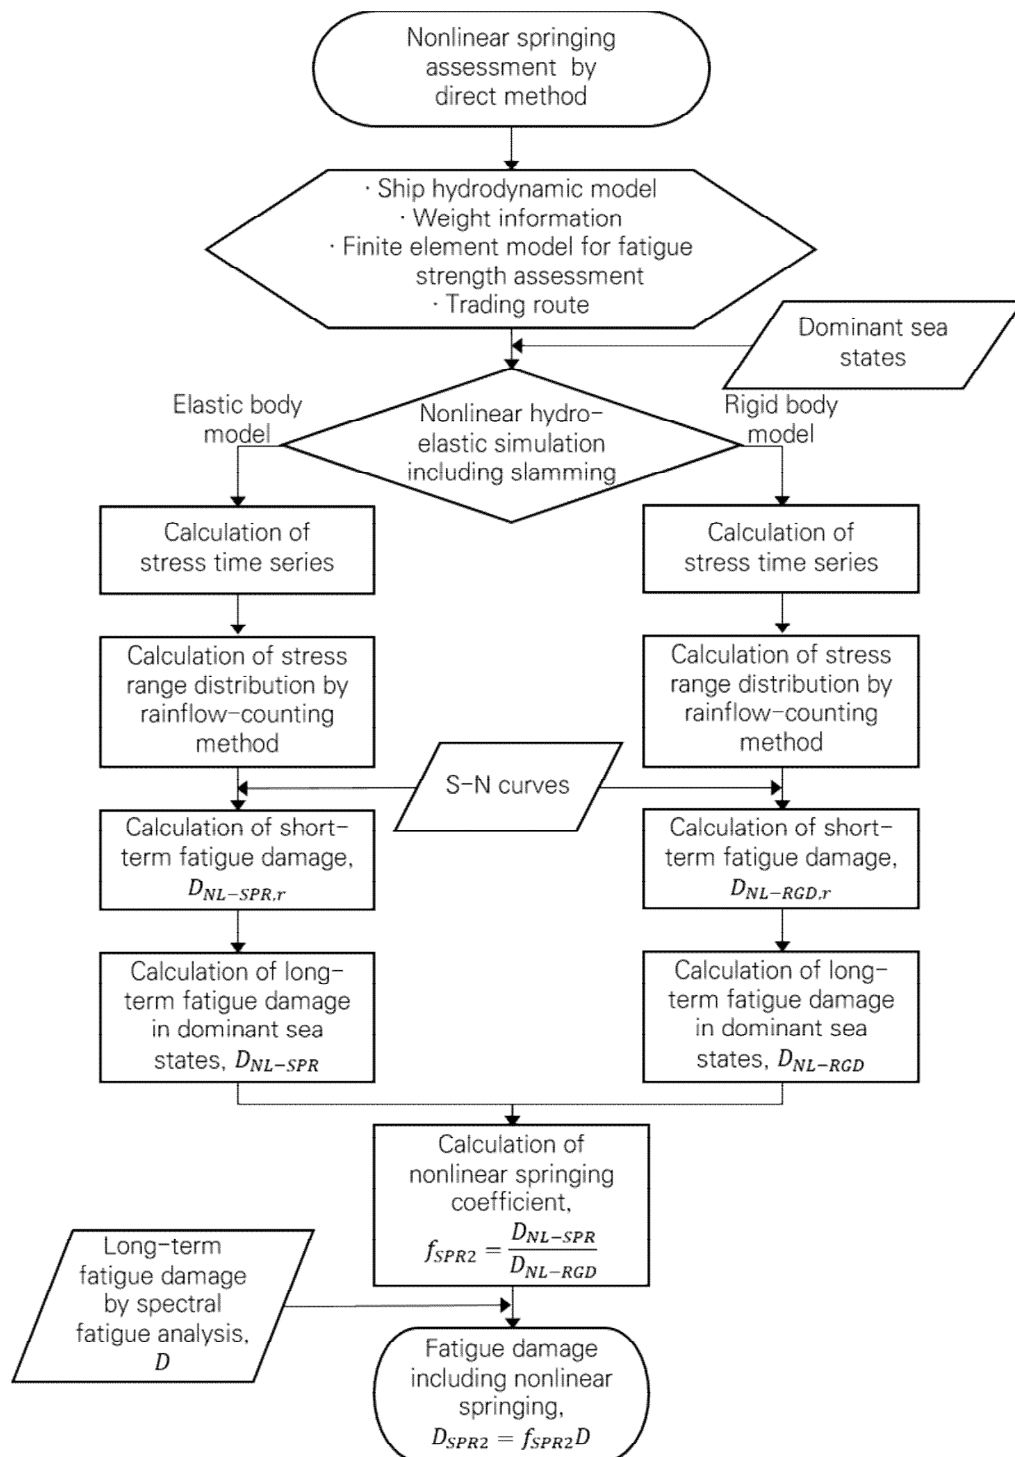 Nonlinear springing
assessment by
direct method
· Ship hydrodynamic model
· Weight information
· Finite element model for fatigue
strength assessment
· Trading route
Dominant sea
states
Elastic body
model
Nonlinear hydro-
elastic simulation
including slamming
Rigid body
model
Calculation of
stress time series
Calculation of
stress time series
Calculation of stress
range distribution by
rainflow-counting
method
Calculation of stress
range distribution by
rainflow-counting
method
S-N curves
Calculation of short-
term fatigue damage,
D_{NL-SPR,r}
Calculation of short-
term fatigue damage,
D_{NL-RGD,r}
Calculation of long-
term fatigue damage
in dominant sea
states, D_{NL-SPR}
Calculation of long-
term fatigue damage
in dominant sea
states, D_{NL-RGD}
Calculation of
nonlinear springing
coefficient,
f_{SPR2} = \frac{D_{NL-SPR}}{D_{NL-RGD}}
Long-term
fatigue damage
by spectral
fatigue analysis,
D
Fatigue damage
including nonlinear
springing,
D_{SPR2} = f_{SPR2}D